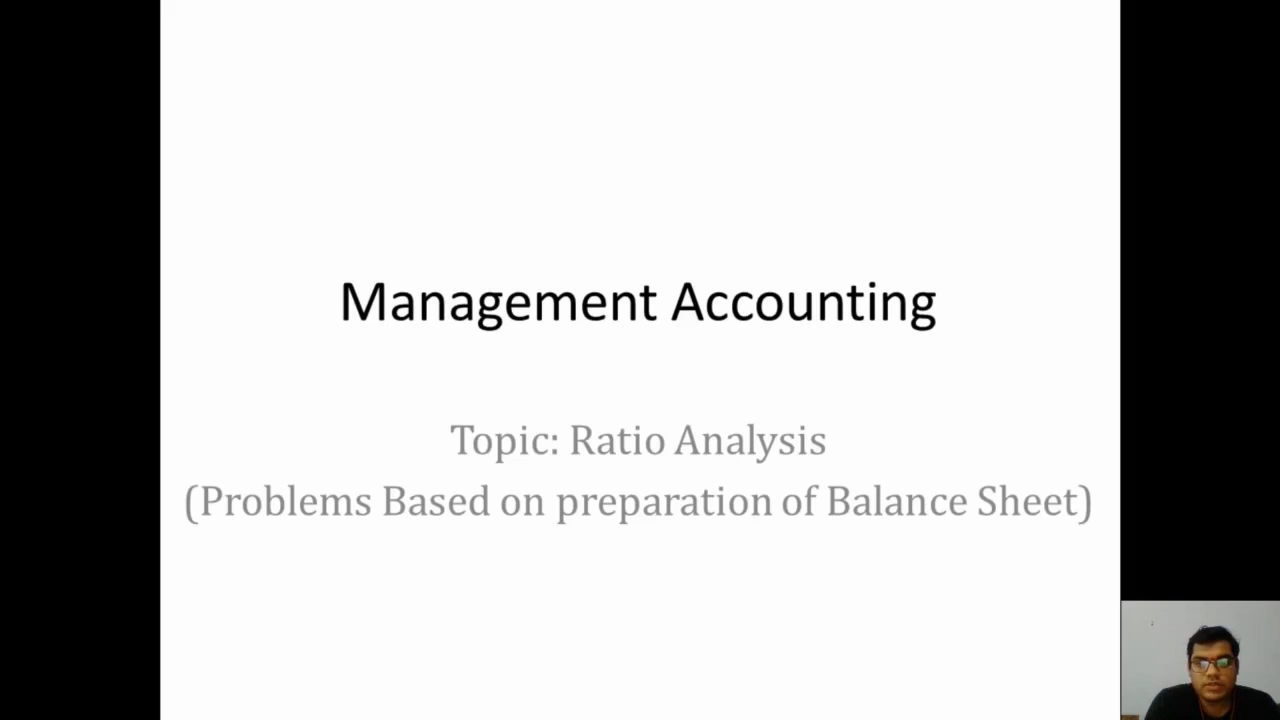 Management Accounting
Topic: Ratio Analysis
(Problems Based on preparation of Balance Sheet)